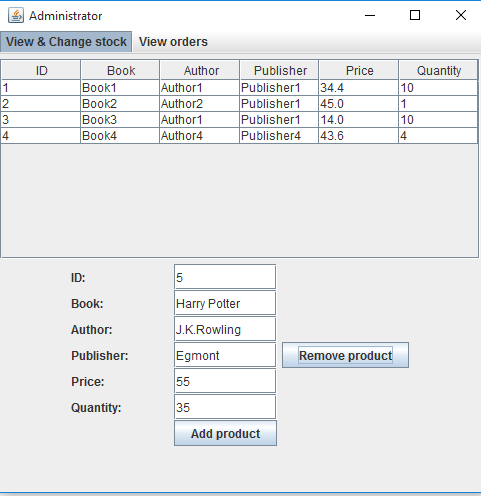 Administrator
View & Change stock View orders
ID Book Author Publisher Price Quantity
1 Book1 Author1 Publisher1 34.4 10
2 Book2 Author2 Publisher1 45.0 1
3 Book3 Author1 Publisher1 14.0 10
4 Book4 Author4 Publisher4 43.6 4
ID: 5
Book: Harry Potter
Author: J.K.Rowling
Publisher: Egmont Remove product
Price: 55
Quantity: 35
Add product